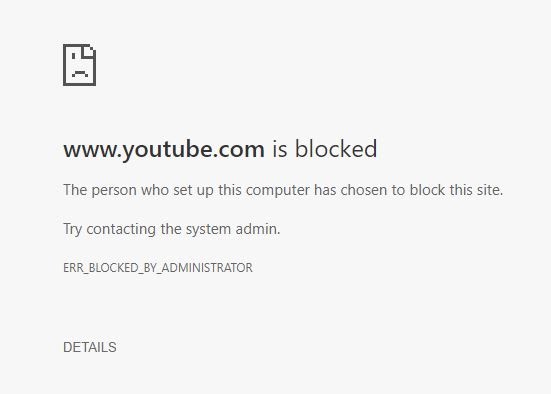 www.youtube.com is blocked
The person who set up this computer has chosen to block this site.
Try contacting the system admin.
ERR_BLOCKED_BY_ADMINISTRATOR
DETAILS